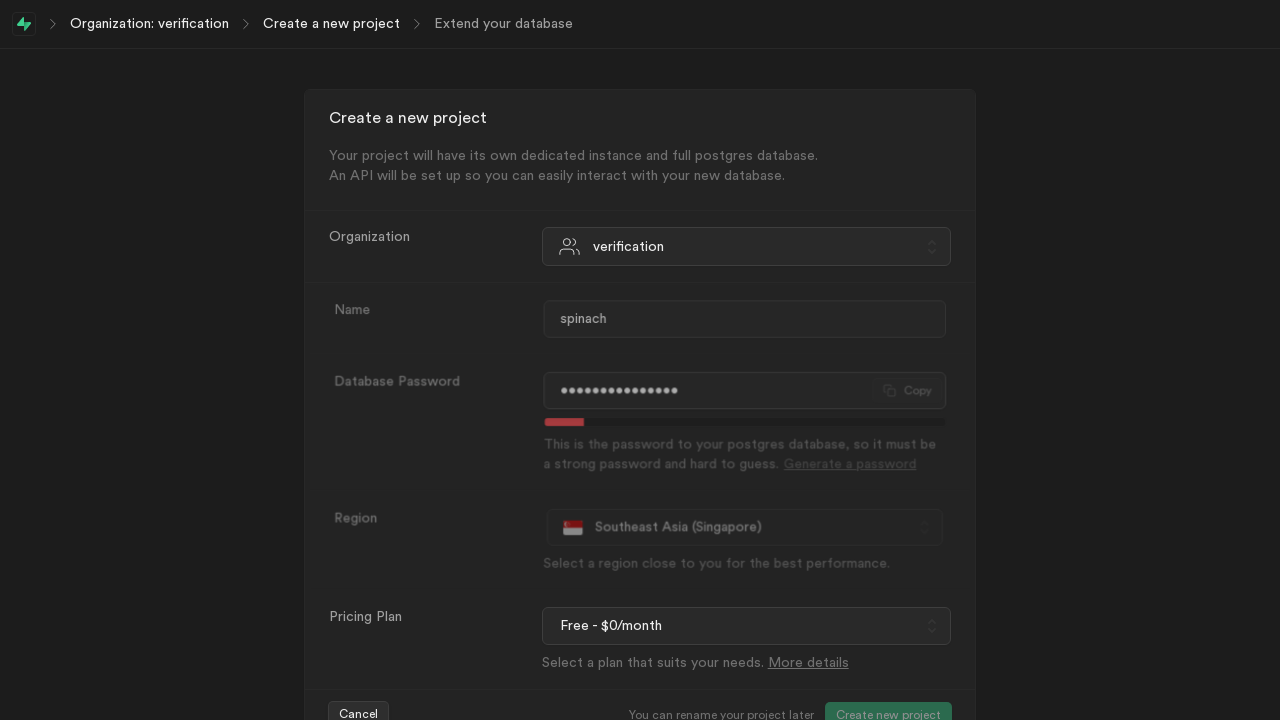 Organization: verification
Create a new project
Extend your database
Create a new project
Your project will have its own dedicated instance and full postgres database.
An API will be set up so you can easily interact with your new database.
Organization
verification
Name
spinach
Database Password
•••••••••••••••
Copy
This is the password to your postgres database, so it must be
a strong password and hard to guess. Generate a password
Region
Southeast Asia (Singapore)
Select a region close to you for the best performance.
Pricing Plan
Free - $0/month
Select a plan that suits your needs. More details
Cancel
You can rename your project later
Create new project